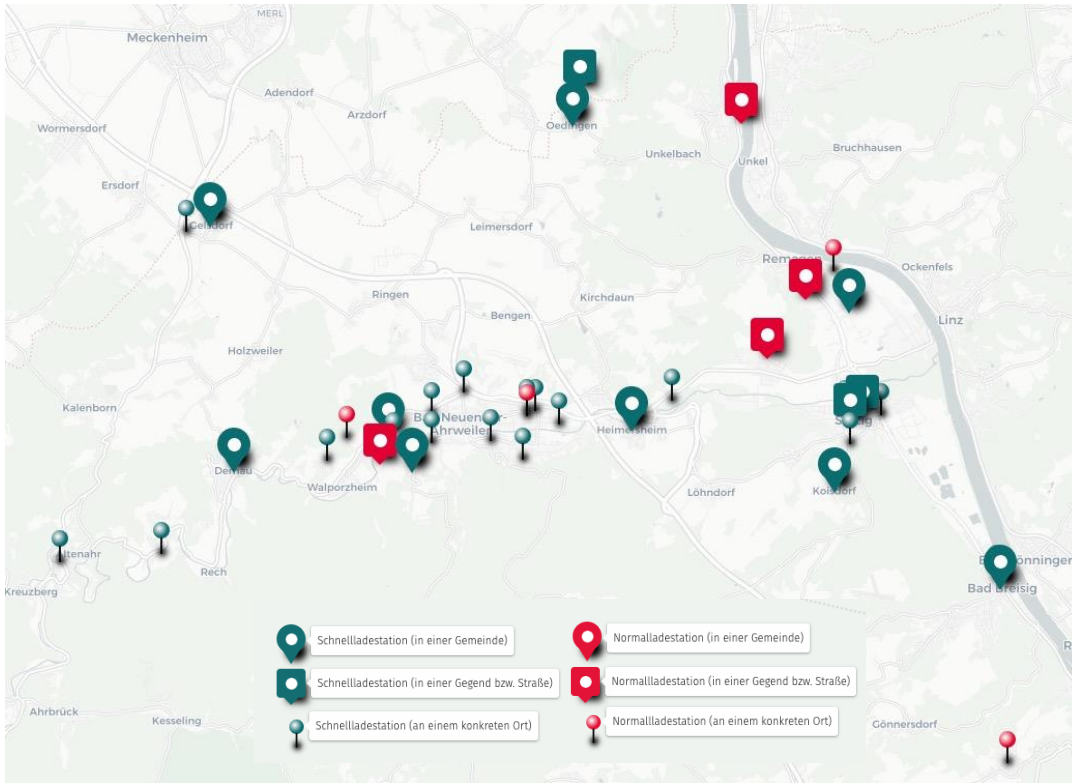 MERL
Meckenheim
Adendorf
Arzdorf
Oedingen
Wormersdorf
Unkelbach
Unkel
Bruchhausen
Ersdorf
Gelsdorf
Leimersdorf
Remagen
Ockenfels
Ringen
Kirchdaun
Bengen
Linz
Holzweiler
Kalenborn
Heimersheim
Dernau
Walporzheim
Löhndorf
Koisdorf
Rech
Kreuzberg
Bad Breisig
Schnellladestation (in einer Gemeinde)
Normalladestation (in einer Gemeinde)
Schnellladestation (in einer Gegend bzw. Straße)
Normallladestation (in einer Gegend bzw. Straße)
Schnellladestation (an einem konkreten Ort)
Normallladestation (an einem konkreten Ort)
Ahrbrück
Kesseling
Gönnersdorf